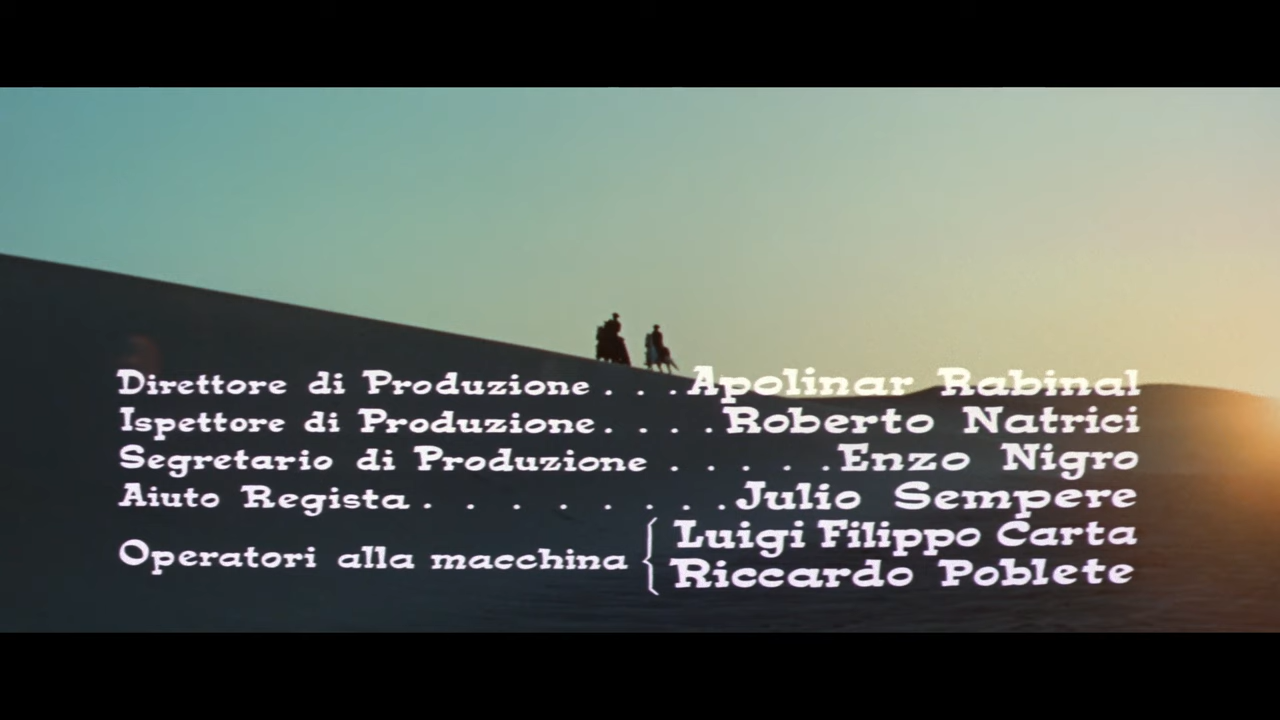 Direttore di Produzione . . . Apolinar Rabinal
Ispettore di Produzione. . . . Roberto Natrici
Segretario di Produzione . . . . . Enzo Nigro
Aiuto Regista . . . . . . . . Julio Sempere
Operatori alla macchina { Luigi Filippo Carta
Riccardo Poblete